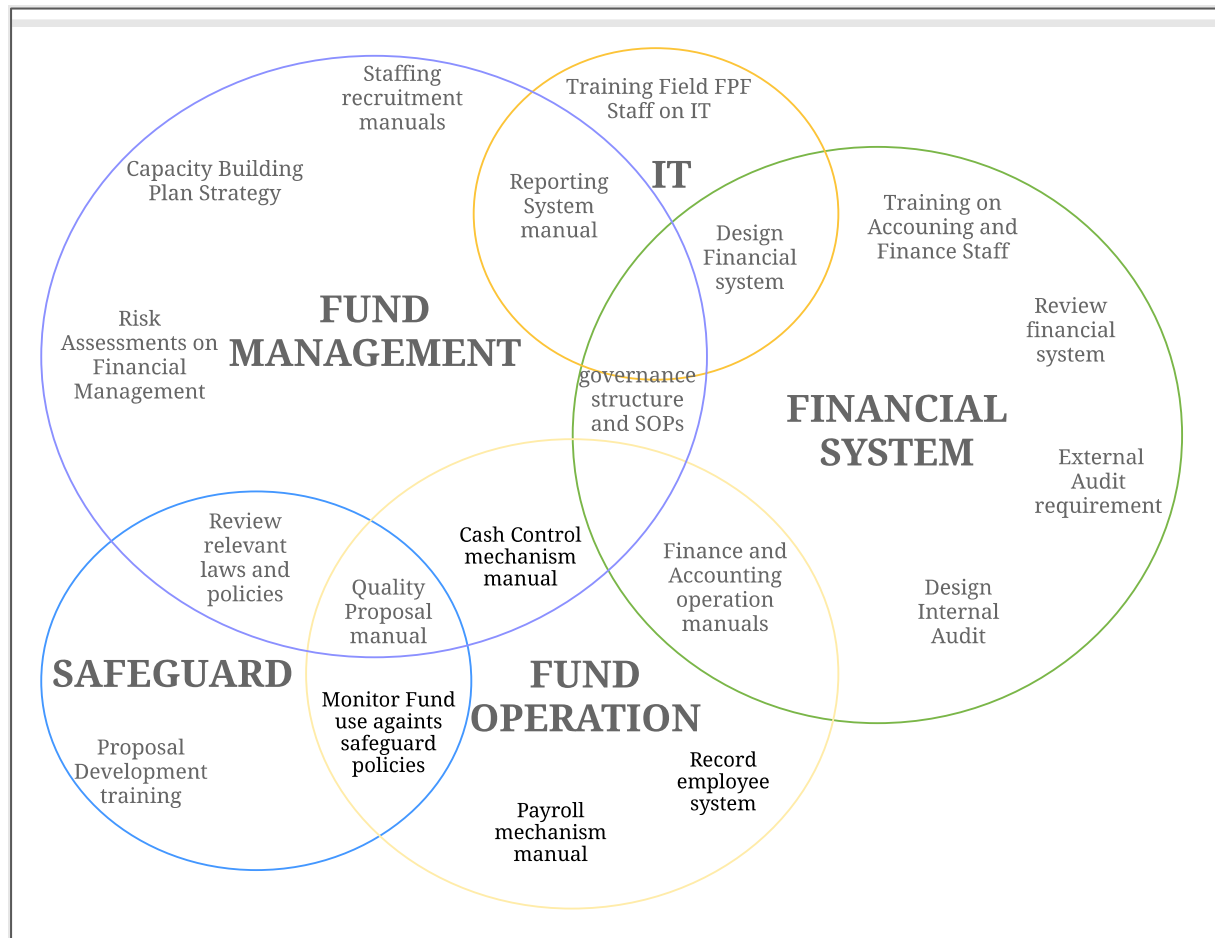 Staffing
recruitment
manuals
Training Field FPF
Staff on IT
Capacity Building
Plan Strategy
IT
Reporting
System
manual
Training on
Accouning and
Finance Staff
Design
Financial
system
Review
financial
system
FUND
MANAGEMENT
Risk
Assessments on
Financial
Management
governance
structure
and SOPs
FINANCIAL
SYSTEM
External
Audit
requirement
Review
relevant
laws and
policies
Cash Control
mechanism
manual
Finance and
Accounting
operation
manuals
Quality
Proposal
manual
Design
Internal
Audit
SAFEGUARD
FUND
OPERATION
Monitor Fund
use againts
safeguard
policies
Proposal
Development
training
Record
employee
system
Payroll
mechanism
manual